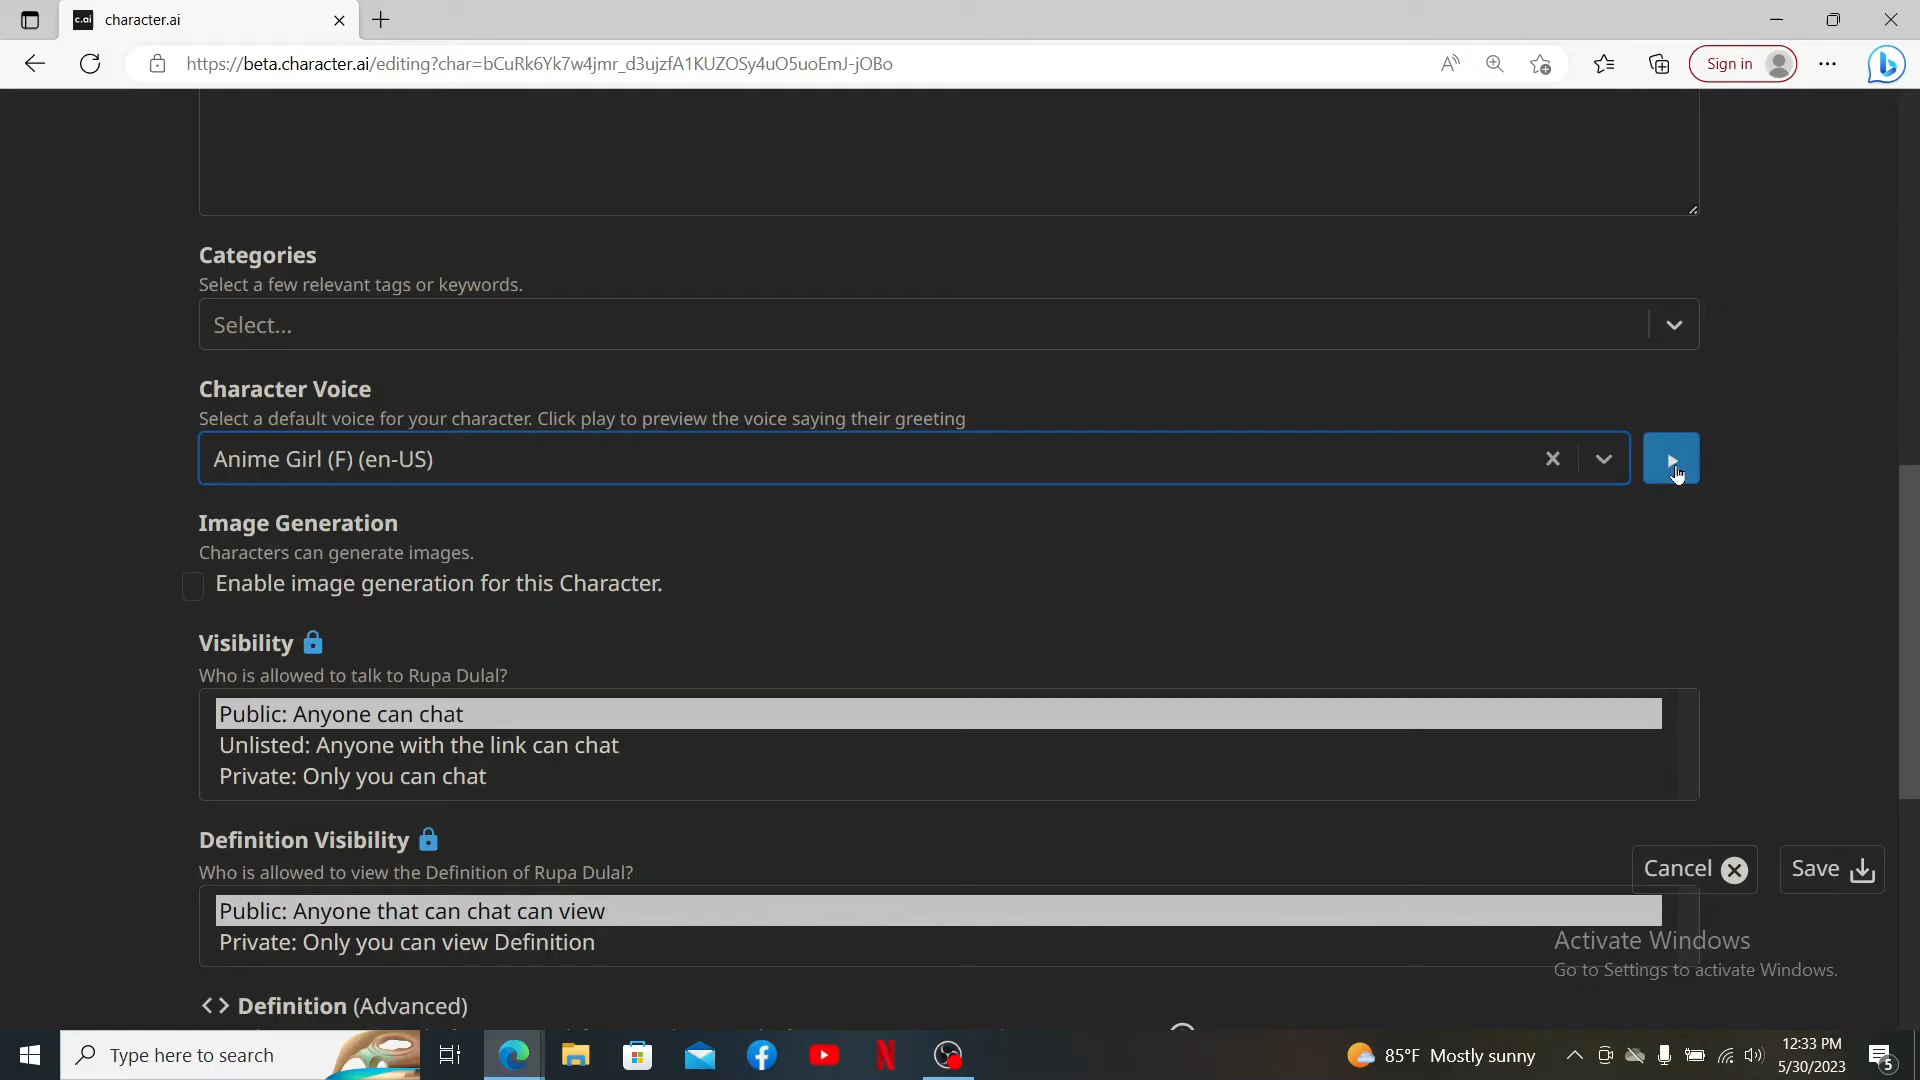 c.ai character.ai
https://beta.character.ai/editing?char=bCuRk6Yk7w4jmr_d3ujzfA1KUZOSy4uO5uoEmJ-jOBo
Sign in
Categories
Select a few relevant tags or keywords.
Select...
Character Voice
Select a default voice for your character. Click play to preview the voice saying their greeting
Anime Girl (F) (en-US)
Image Generation
Characters can generate images.
Enable image generation for this Character.
Visibility
Who is allowed to talk to Rupa Dulal?
Public: Anyone can chat
Unlisted: Anyone with the link can chat
Private: Only you can chat
Definition Visibility
Who is allowed to view the Definition of Rupa Dulal?
Public: Anyone that can chat can view
Private: Only you can view Definition
Cancel
Save
Activate Windows
Go to Settings to activate Windows.
<> Definition (Advanced)
Type here to search
85°F Mostly sunny
12:33 PM
5/30/2023
5